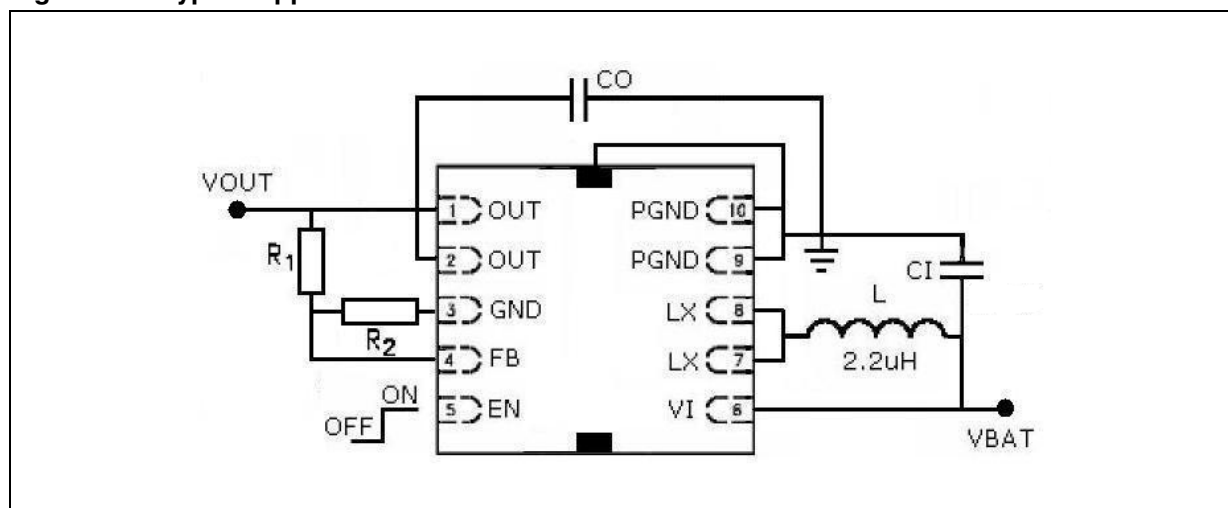 CO
VOUT
1 OUT
PGND 10
R1
2 OUT
PGND 9
CI
3 GND
LX 8
L
R2
4 FB
LX 7
2.2uH
ON
5 EN
VI 6
OFF
VBAT